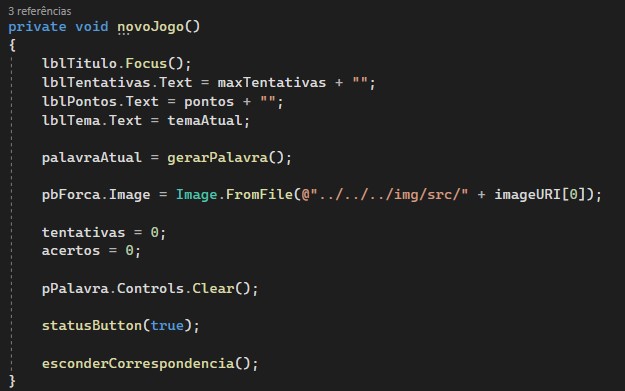 3 referências
private void novoJogo()
{
lblTitulo.Focus();
lblTentativas.Text = maxTentativas + "";
lblPontos.Text = pontos + "";
lblTema.Text = temaAtual;
palavraAtual = gerarPalavra();
pbForca.Image = Image.FromFile(@"../../../img/src/" + imageURI[0]);
tentativas = 0;
acertos = 0;
pPalavra.Controls.Clear();
statusButton(true);
esconderCorrespondencia();
}